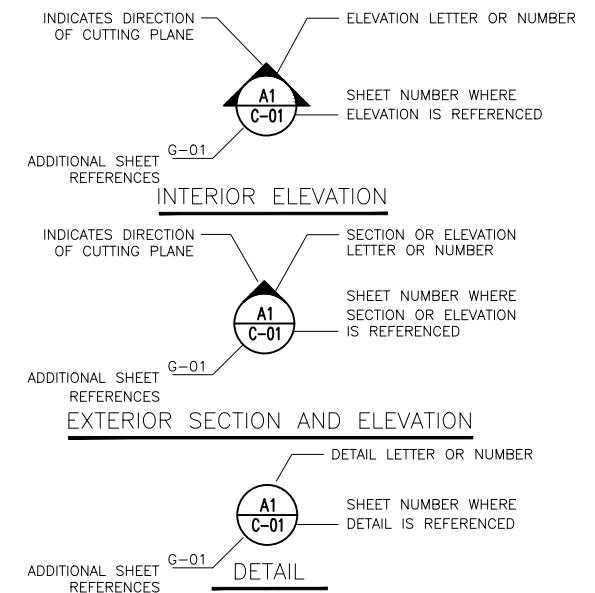 INDICATES DIRECTION
OF CUTTING PLANE
ELEVATION LETTER OR NUMBER
A1
C-01
SHEET NUMBER WHERE
ELEVATION IS REFERENCED
G-01
ADDITIONAL SHEET
REFERENCES
INTERIOR ELEVATION
INDICATES DIRECTION
OF CUTTING PLANE
SECTION OR ELEVATION
LETTER OR NUMBER
A1
C-01
SHEET NUMBER WHERE
SECTION OR ELEVATION
IS REFERENCED
G-01
ADDITIONAL SHEET
REFERENCES
EXTERIOR SECTION AND ELEVATION
DETAIL LETTER OR NUMBER
A1
C-01
SHEET NUMBER WHERE
DETAIL IS REFERENCED
G-01
ADDITIONAL SHEET
REFERENCES
DETAIL